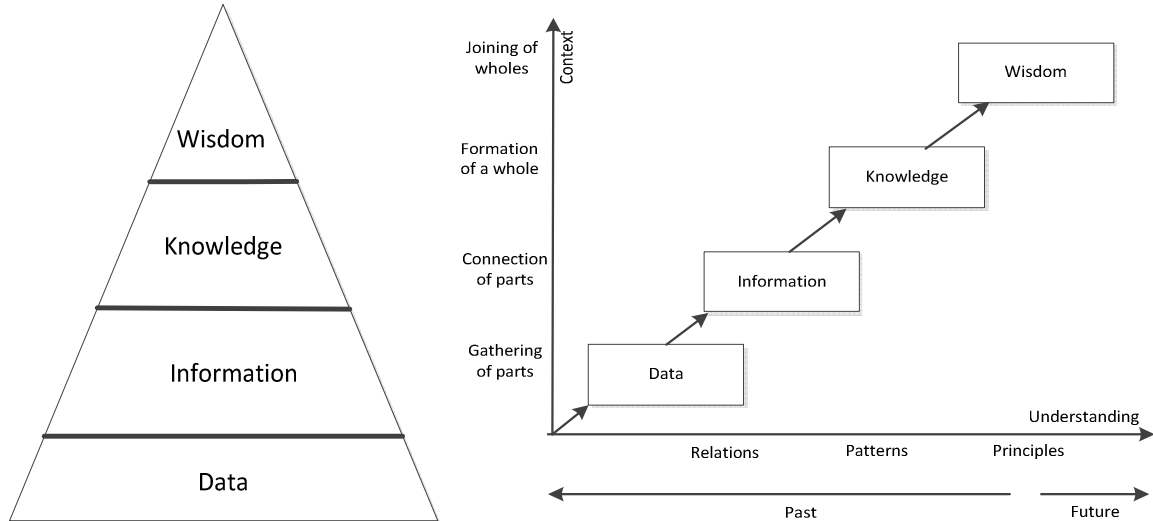 Wisdom
Knowledge
Information
Data
Joining of
wholes
Context
Wisdom
Formation
of a whole
Knowledge
Connection
of parts
Information
Gathering
of parts
Data
Understanding
Relations
Patterns
Principles
Past
Future